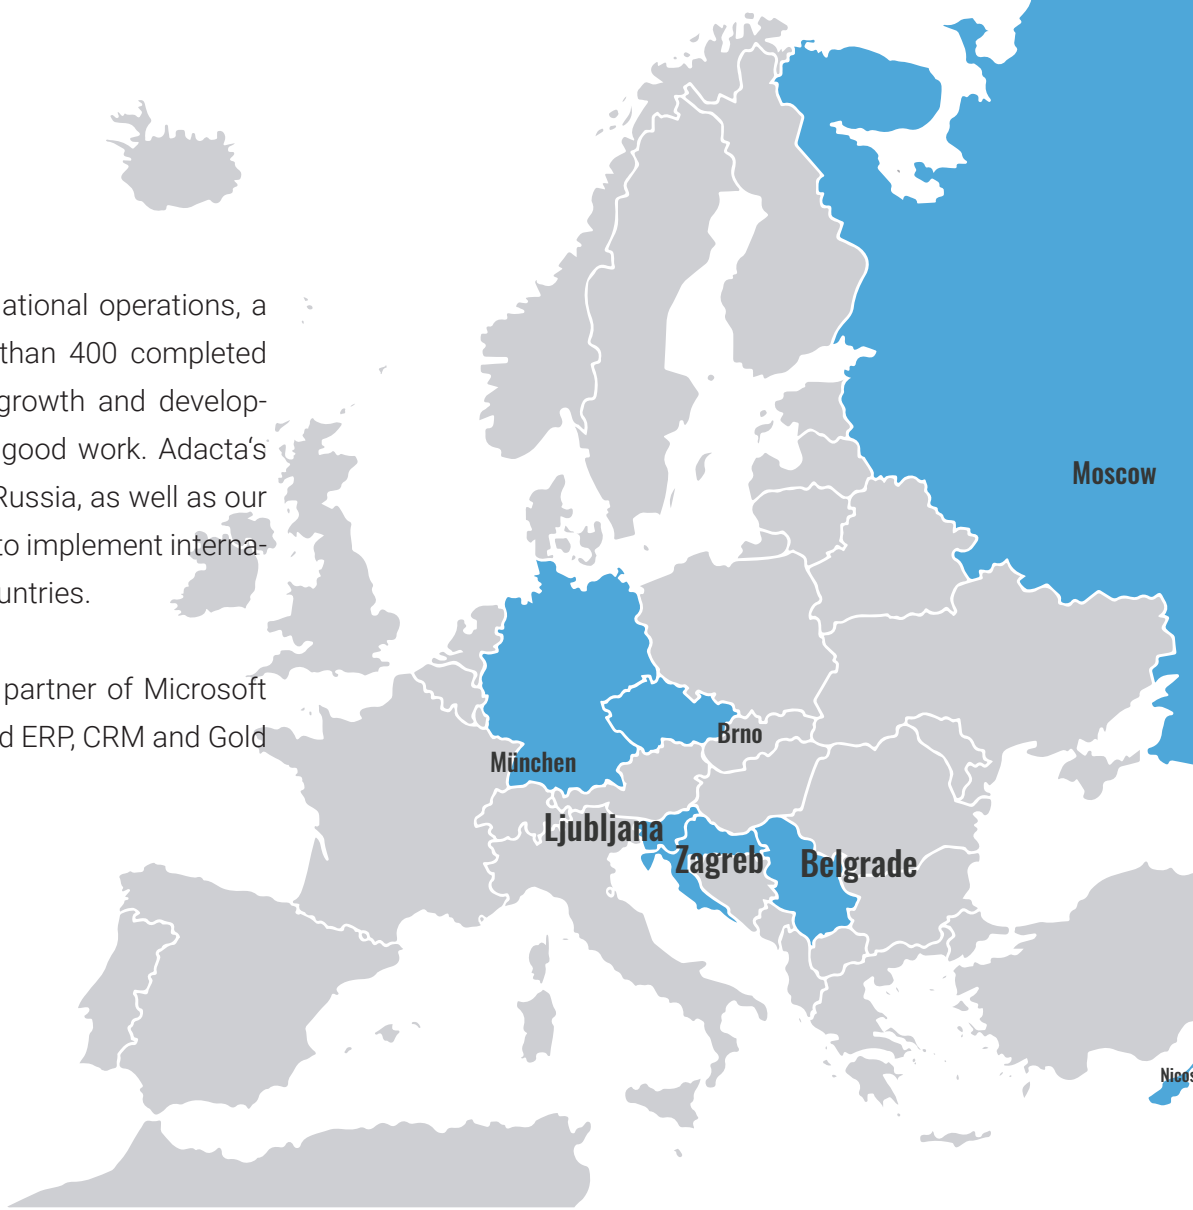 ational operations, a
than 400 completed
growth and develop-
good work. Adacta‘s
Russia, as well as our
to implement interna-
untries.
partner of Microsoft
d ERP, CRM and Gold
Moscow
Brno
München
Ljubljana
Zagreb
Belgrade
Nicos